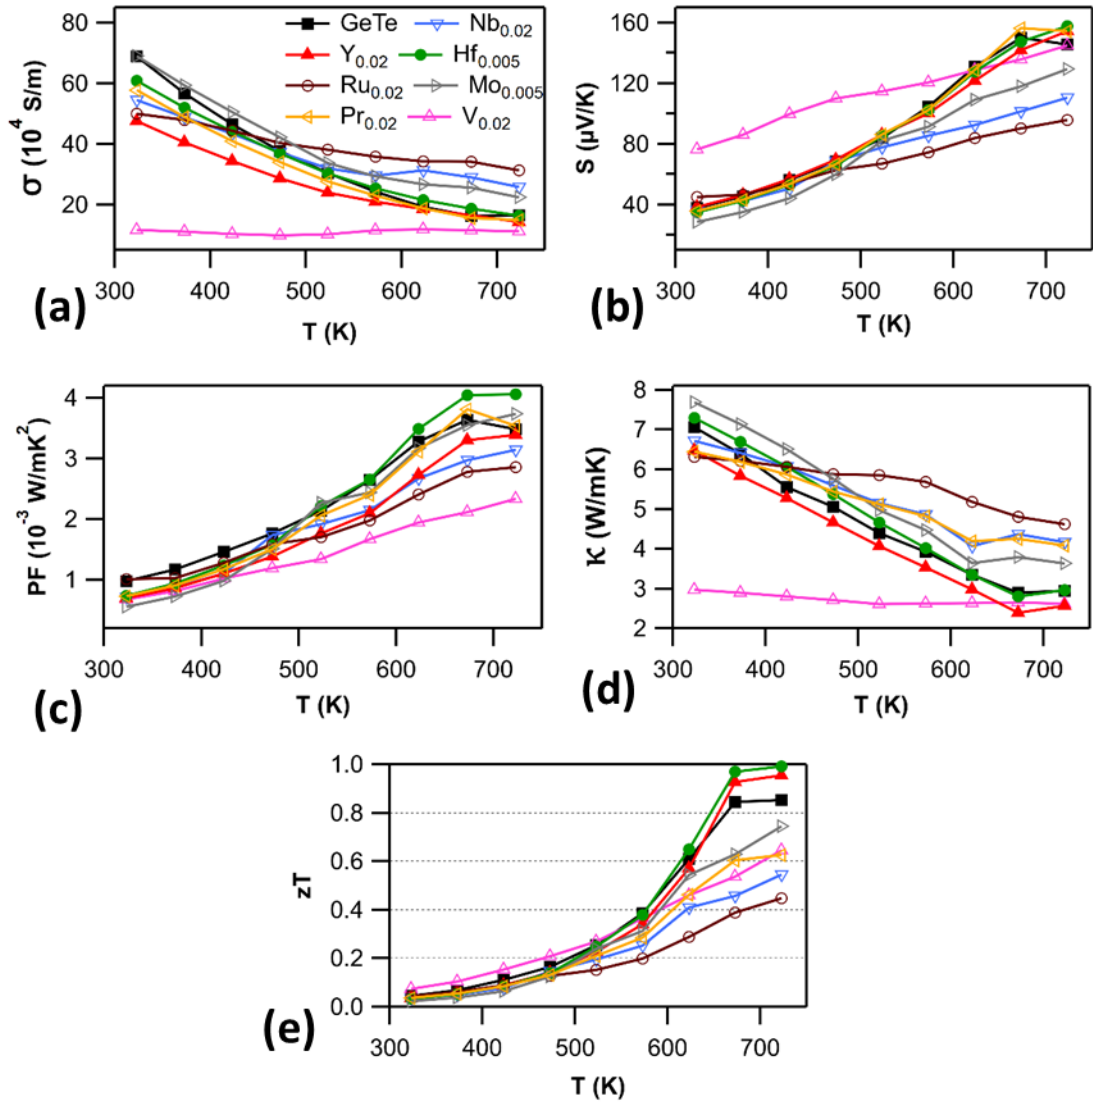 80
60
40
20
σ (10⁴ S/m)
GeTe
Nb₀.₀₂
Y₀.₀₂
Hf₀.₀₀₅
Ru₀.₀₂
Mo₀.₀₀₅
Pr₀.₀₂
V₀.₀₂
300 400 500 600 700
T (K)
(a)
160
120
80
40
S (μV/K)
300 400 500 600 700
T (K)
(b)
4
3
2
1
PF (10⁻³ W/mK²)
300 400 500 600 700
T (K)
(c)
8
7
6
5
4
3
2
K (W/mK)
300 400 500 600 700
T (K)
(d)
1.0
0.8
0.6
0.4
0.2
0.0
zT
300 400 500 600 700
T (K)
(e)